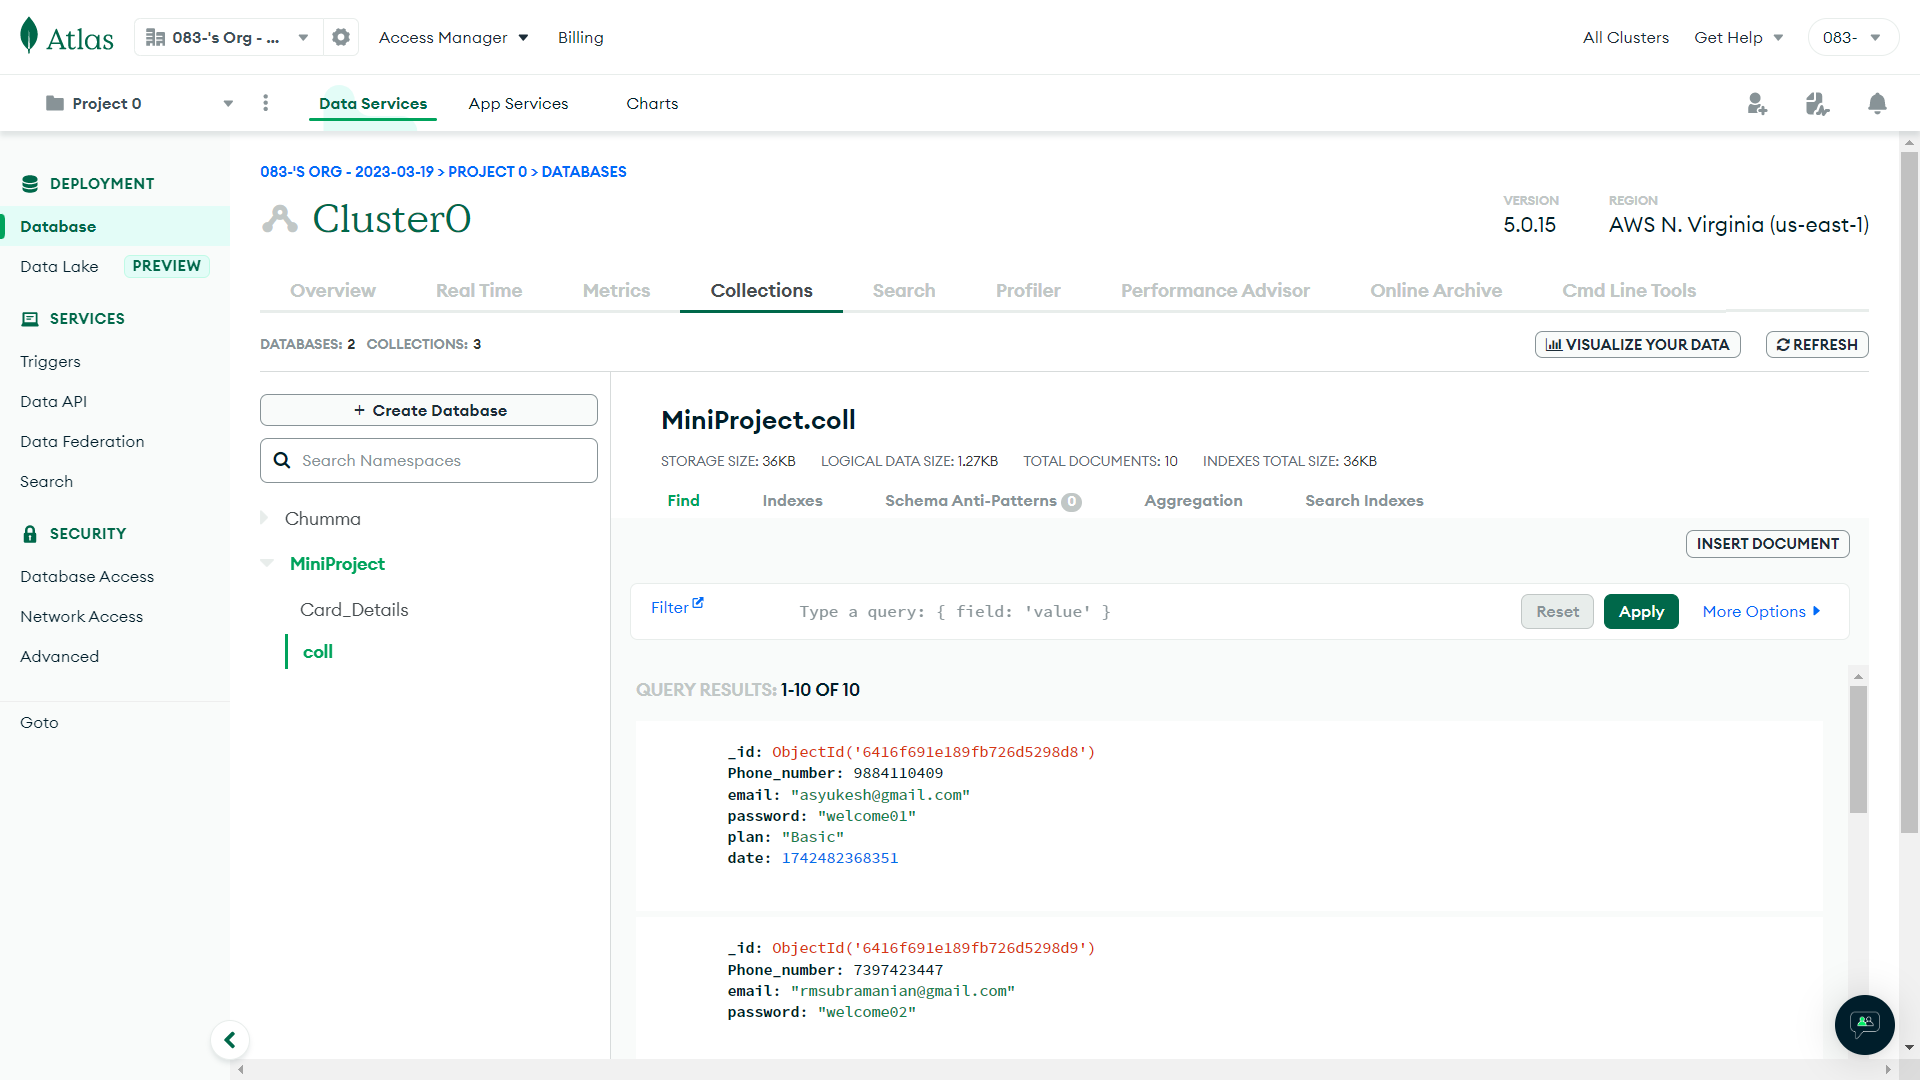 Atlas
083-'s Org - ...
Access Manager
Billing
All Clusters
Get Help
083-
Project 0
Data Services
App Services
Charts
DEPLOYMENT
Database
Data Lake
PREVIEW
SERVICES
Triggers
Data API
Data Federation
Search
SECURITY
Database Access
Network Access
Advanced
Goto
083-'S ORG - 2023-03-19 > PROJECT 0 > DATABASES
Cluster0
VERSION
5.0.15
REGION
AWS N. Virginia (us-east-1)
Overview
Real Time
Metrics
Collections
Search
Profiler
Performance Advisor
Online Archive
Cmd Line Tools
DATABASES: 2 COLLECTIONS: 3
VISUALIZE YOUR DATA
REFRESH
+ Create Database
Search Namespaces
Chumma
MiniProject
Card_Details
coll
MiniProject.coll
STORAGE SIZE: 36KB LOGICAL DATA SIZE: 1.27KB TOTAL DOCUMENTS: 10 INDEXES TOTAL SIZE: 36KB
Find
Indexes
Schema Anti-Patterns 0
Aggregation
Search Indexes
INSERT DOCUMENT
Filter
Type a query: { field: 'value' }
Reset
Apply
More Options
QUERY RESULTS: 1-10 OF 10
_id: ObjectId('6416f691e189fb726d5298d8')
Phone_number: 9884110409
email: "asyukesh@gmail.com"
password: "welcome01"
plan: "Basic"
date: 1742482368351
_id: ObjectId('6416f691e189fb726d5298d9')
Phone_number: 7397423447
email: "rmsubramanian@gmail.com"
password: "welcome02"